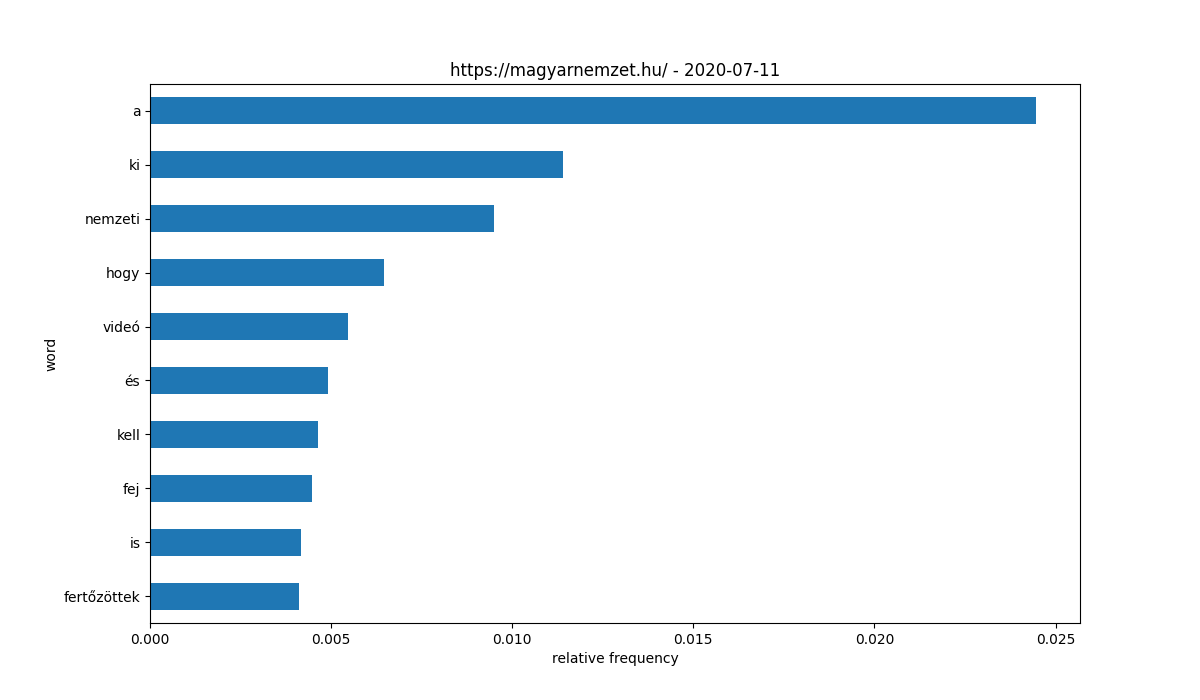 https://magyarnemzet.hu/ - 2020-07-11
a
ki
nemzeti
hogy
videó
és
kell
fej
is
fertőzöttek
word
0.000 0.005 0.010 0.015 0.020 0.025
relative frequency